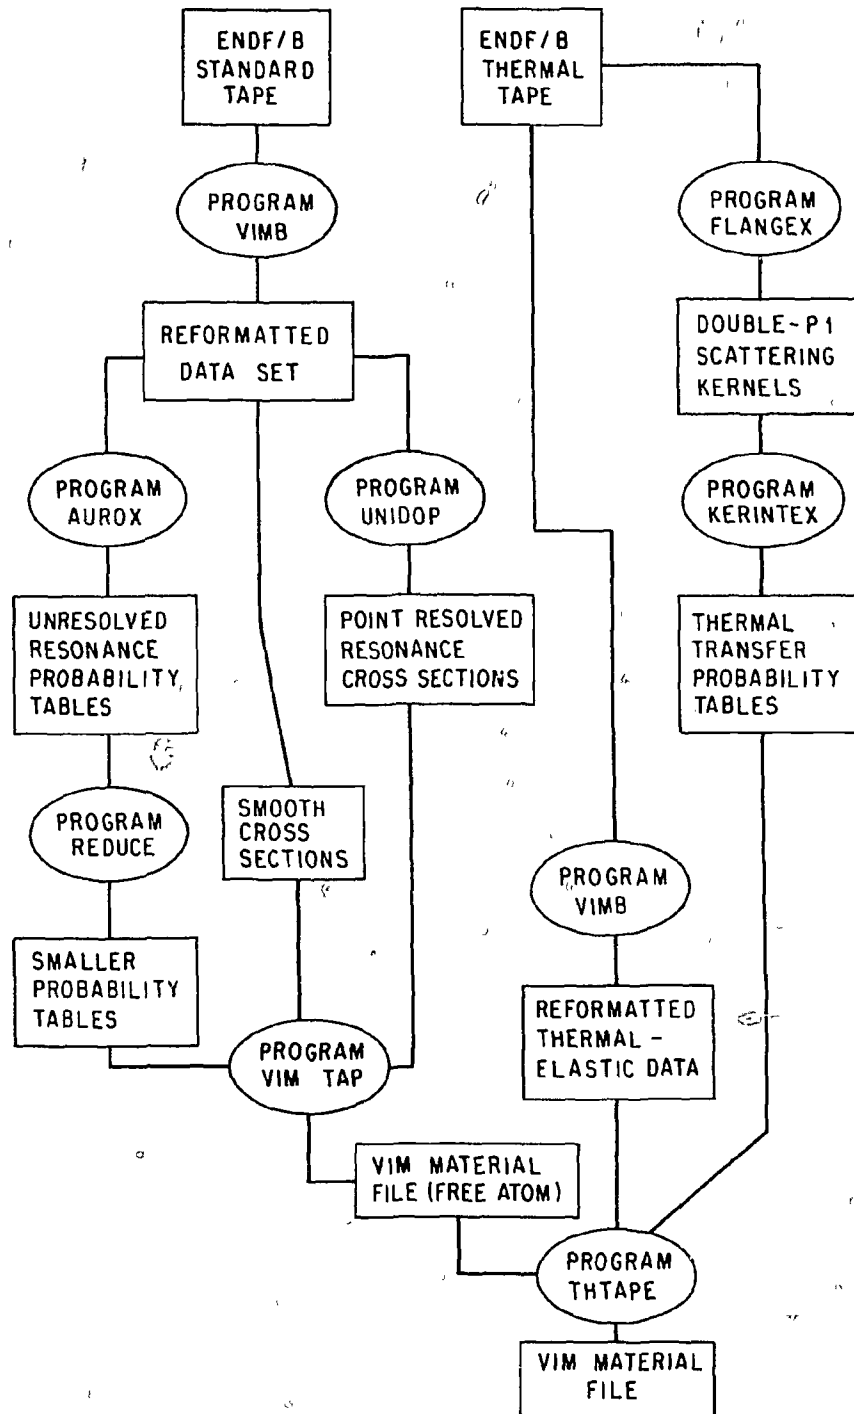 ENDF/B
STANDARD
TAPE
ENDF/B
THERMAL
TAPE
PROGRAM
VIMB
PROGRAM
FLANGEX
REFORMATTED
DATA SET
DOUBLE-P1
SCATTERING
KERNELS
PROGRAM
AUROX
PROGRAM
UNIDOP
PROGRAM
KERINTEX
UNRESOLVED
RESONANCE
PROBABILITY
TABLES
POINT RESOLVED
RESONANCE
CROSS SECTIONS
THERMAL
TRANSFER
PROBABILITY
TABLES
PROGRAM
REDUCE
SMOOTH
CROSS
SECTIONS
PROGRAM
VIMB
SMALLER
PROBABILITY
TABLES
PROGRAM
VIM TAP
REFORMATTED
THERMAL -
ELASTIC DATA
VIM MATERIAL
FILE (FREE ATOM)
PROGRAM
THTAPE
VIM MATERIAL
FILE